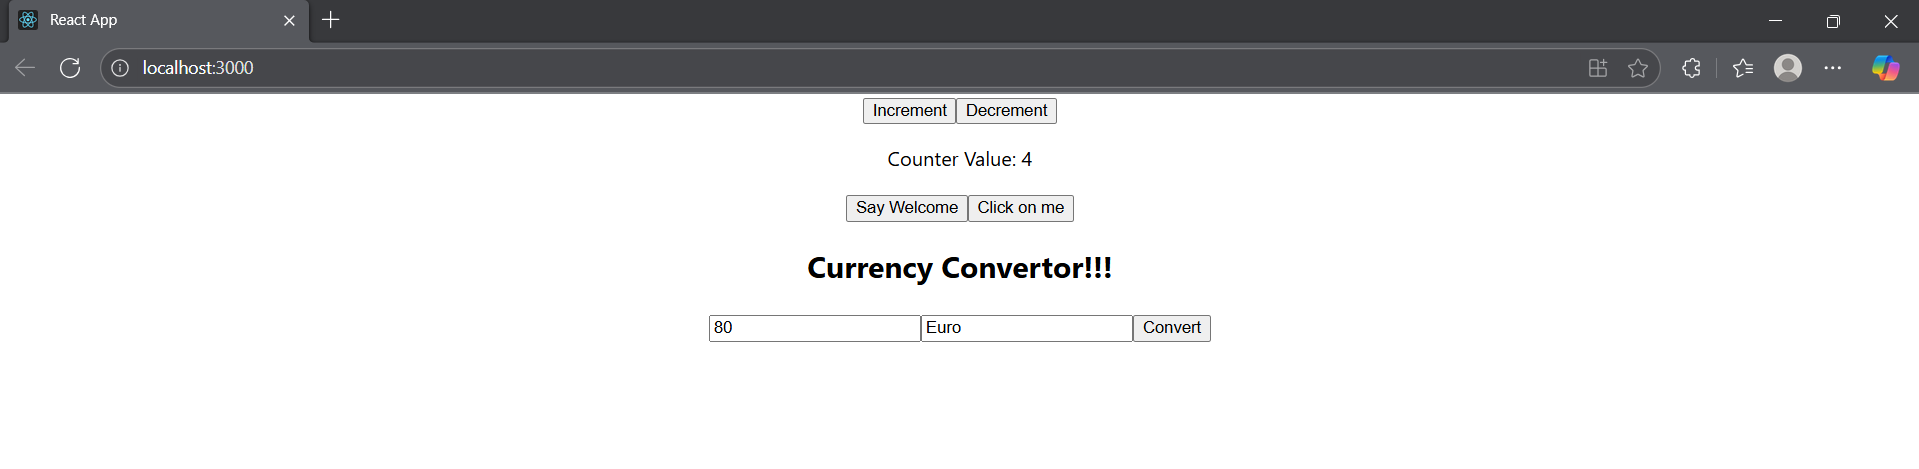 React App
localhost:3000
Increment Decrement
Counter Value: 4
Say Welcome Click on me
Currency Convertor!!!
80 Euro Convert